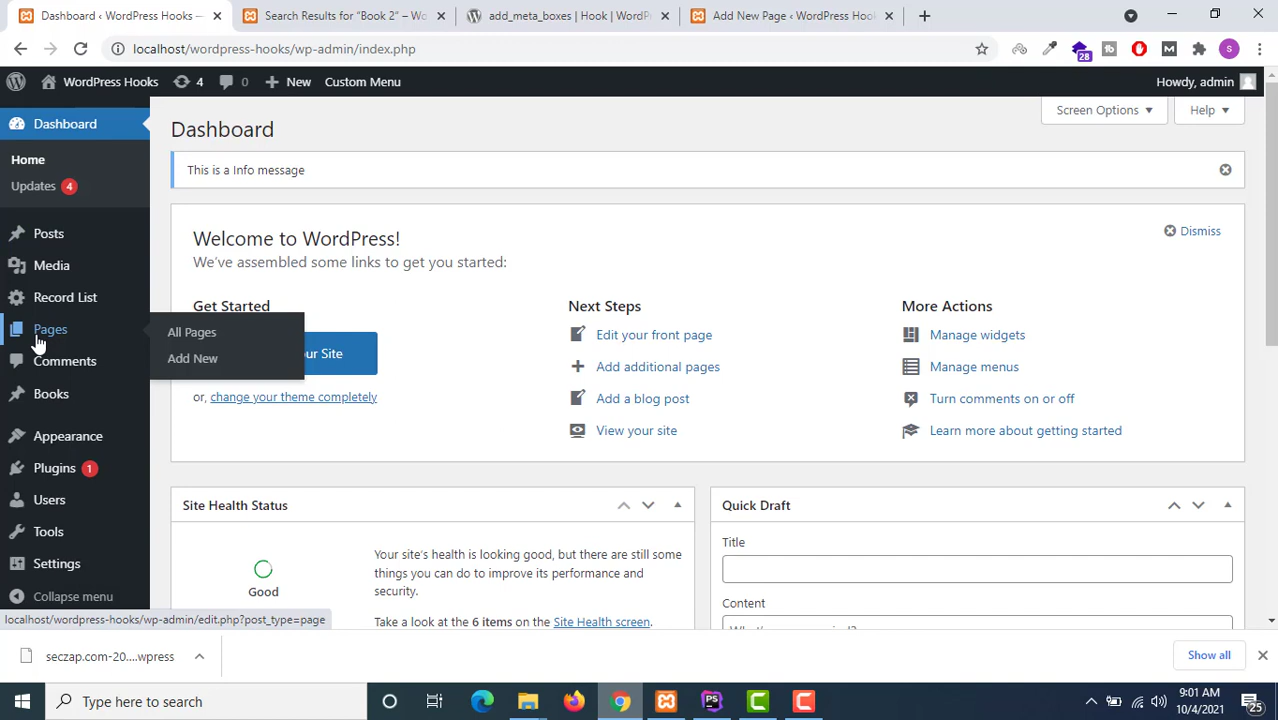 Dashboard ‹ WordPress Hooks —
Search Results for “Book 2” – Wo
add_meta_boxes | Hook | WordPr
Add New Page ‹ WordPress Hook
localhost/wordpress-hooks/wp-admin/index.php
28
S
WordPress Hooks
4
0
New
Custom Menu
Howdy, admin
Dashboard
Home
Updates 4
Posts
Media
Record List
Pages
All Pages
Add New
Comments
Books
Appearance
Plugins 1
Users
Tools
Settings
Collapse menu
localhost/wordpress-hooks/wp-admin/edit.php?post_type=page
Screen Options
Help
Dashboard
This is a Info message
Welcome to WordPress!
Dismiss
We’ve assembled some links to get you started:
Get Started
our Site
or, change your theme completely
Next Steps
Edit your front page
Add additional pages
Add a blog post
View your site
More Actions
Manage widgets
Manage menus
Turn comments on or off
Learn more about getting started
Site Health Status
Good
Your site’s health is looking good, but there are still some
things you can do to improve its performance and
security.
Take a look at the 6 items on the Site Health screen.
Quick Draft
Title
Content
seczap.com-20....wpress
Show all
Type here to search
PS
9:01 AM
10/4/2021
25